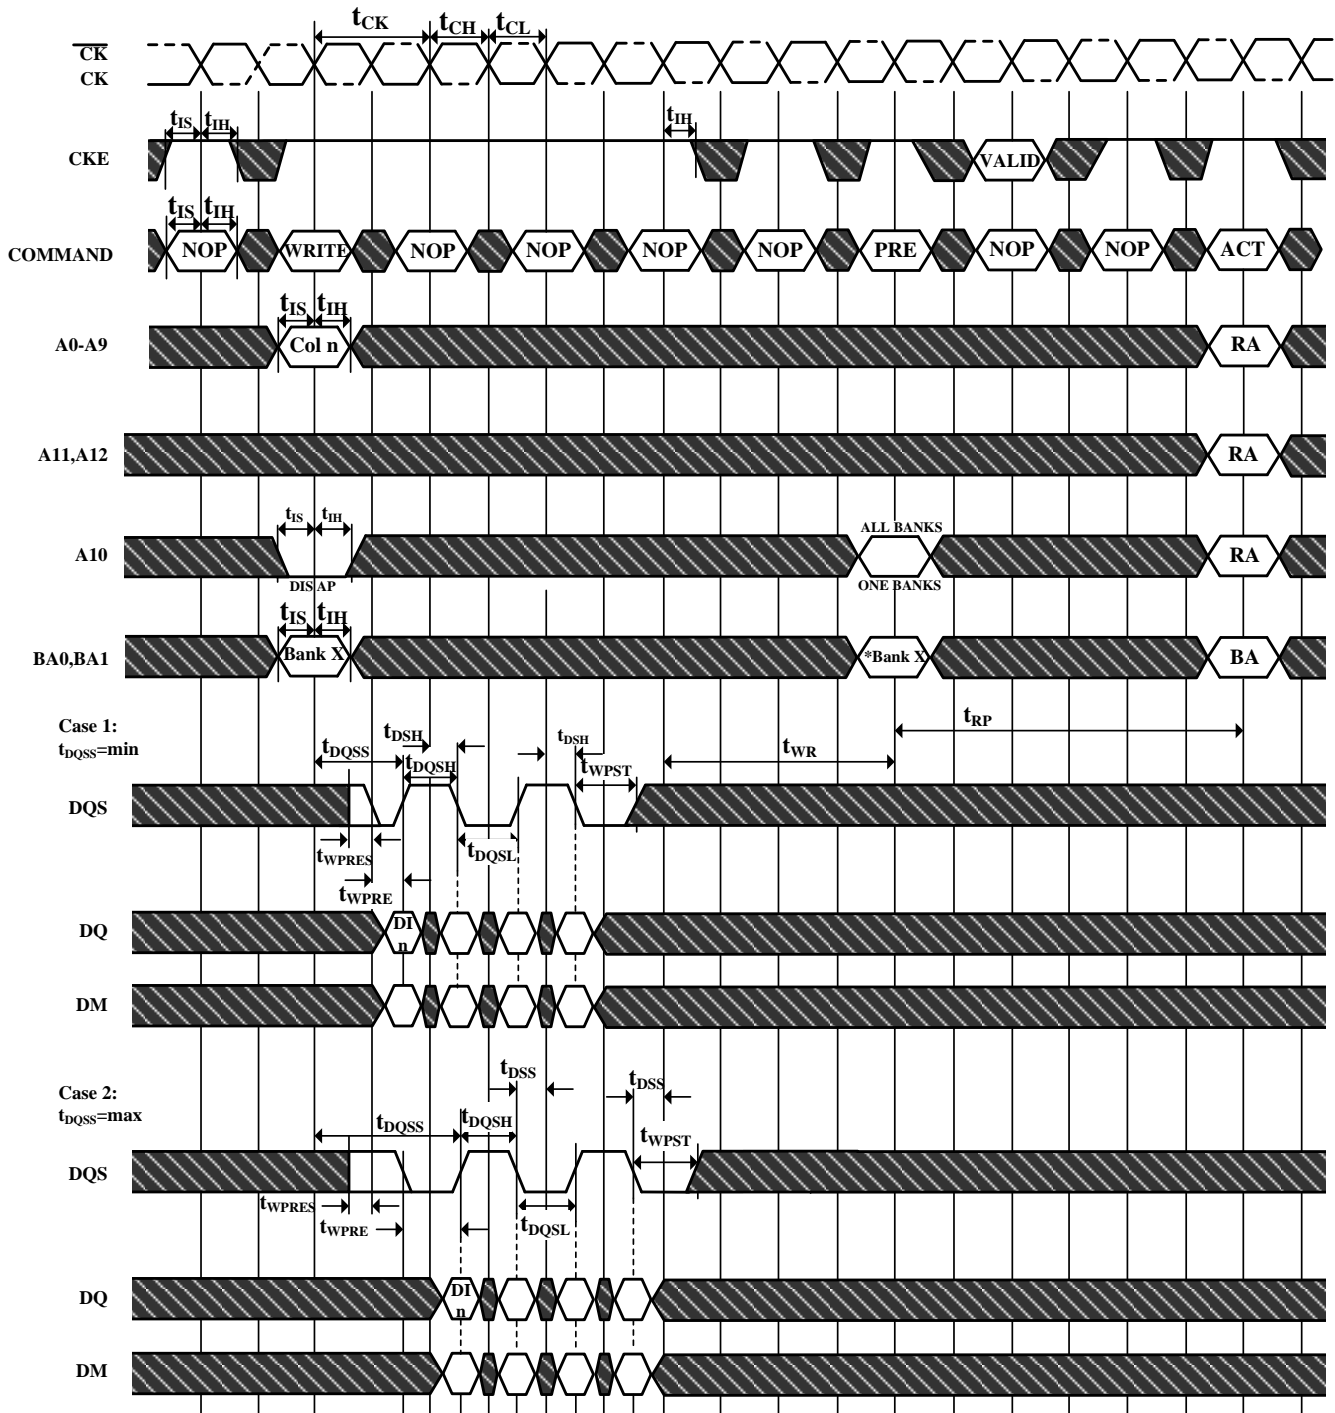 tCK tCH tCL
CK
CK
tIS tIH tIH
CKE VALID
tIS tIH
COMMAND NOP WRITE NOP NOP NOP NOP PRE NOP NOP ACT
tIS tIH
A0-A9 Col n RA
A11,A12 RA
tIS tIH ALL BANKS
A10 RA
DIS AP ONE BANKS
tIS tIH
BA0,BA1 Bank X *Bank X BA
Case 1:
tDQSS=min
tDQSS tDSH tDSH tWR tRP
tDQSH tWPST
DQS
tWPRES tDQSL
tWPRE
DQ DI
n
DM
Case 2:
tDQSS=max
tDSS tDSS
tDQSS tDQSH tWPST
DQS
tWPRES tWPRE tDQSL
DQ DI
n
DM